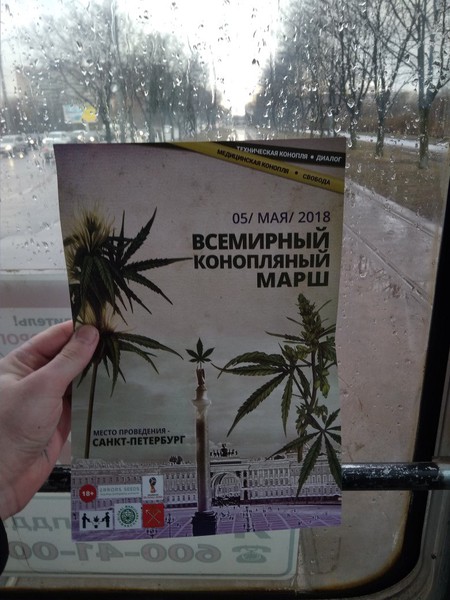 ТЕХНИЧЕСКАЯ КОНОПЛЯ • ДИАЛОГ
МЕДИЦИНСКАЯ КОНОПЛЯ • СВОБОДА
05/ МАЯ/ 2018
ВСЕМИРНЫЙ
КОНОПЛЯНЫЙ
МАРШ
МЕСТО ПРОВЕДЕНИЯ -
САНКТ-ПЕТЕРБУРГ
18+
600-41-00